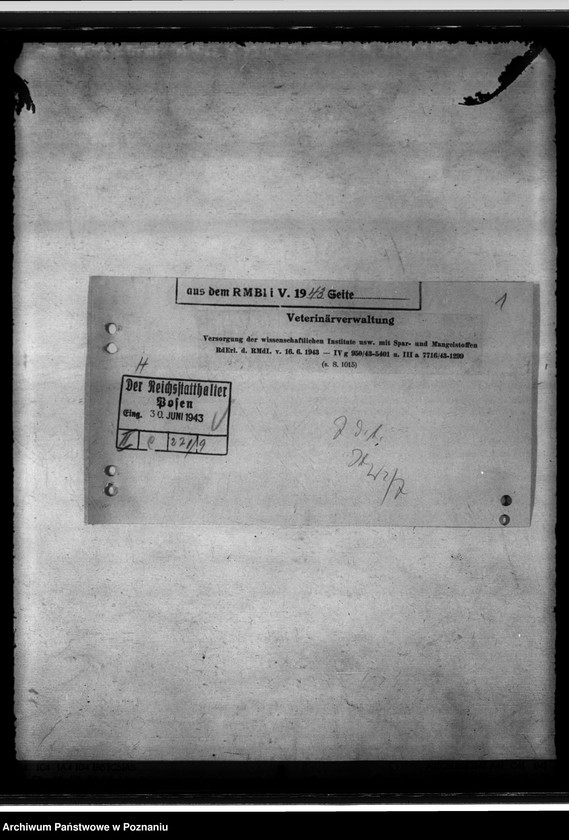 aus dem RMBliV. 1943 Seite
1
Veterinärverwaltung
Versorgung der wissenschaftlichen Institute usw. mit Spar- und Mangelstoffen
RdErl. d. RMdI. v. 16. 6. 1943 — IV g 950/43-5401 u. III a 7716/43-1299
(s. S. 1015)
H
Der Reichsstatthalter
Posen
Eing. 30. JUNI 1943
Archiwum Państwowe w Poznaniu